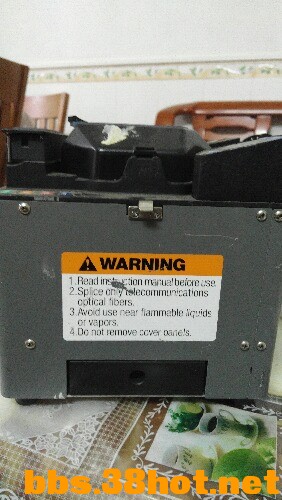 WARNING
1. Read instruction manual before use.
2. Splice only telecommunications
optical fibers.
3. Avoid use near flammable liquids
or vapors.
4. Do not remove cover panels.
bbs.38hot.net